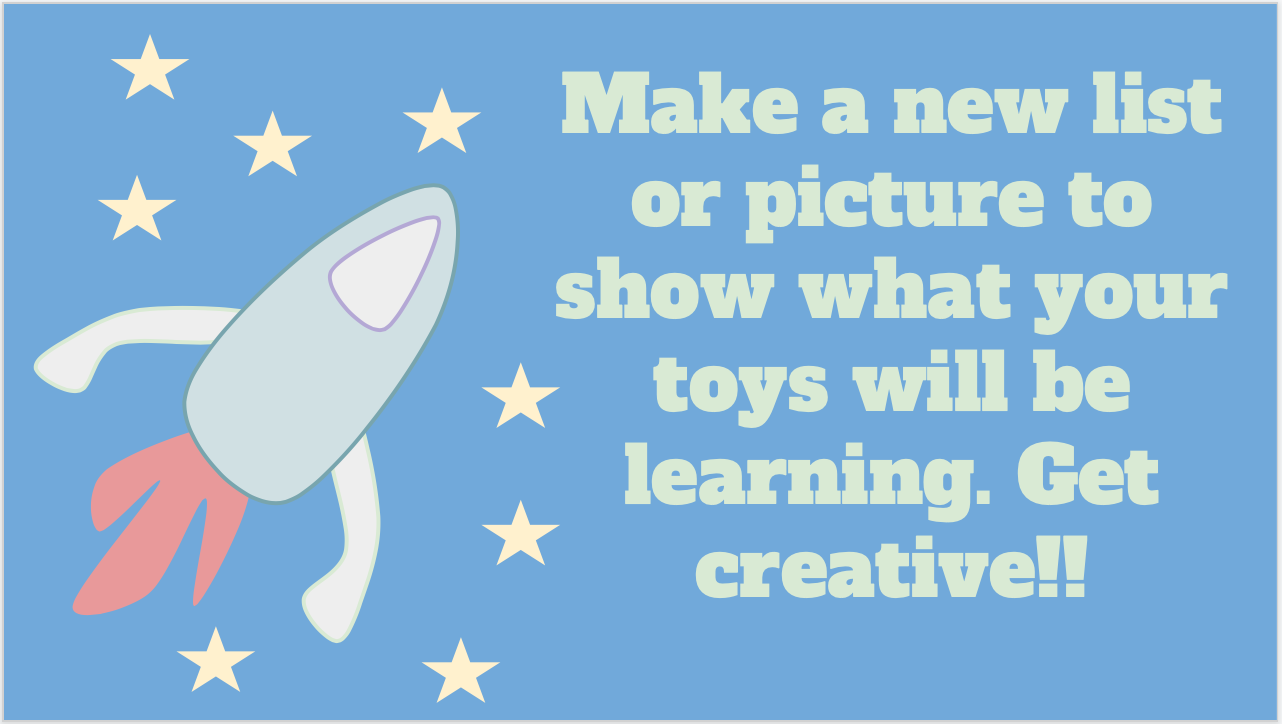 Make a new list
or picture to
show what your
toys will be
learning. Get
creative!!